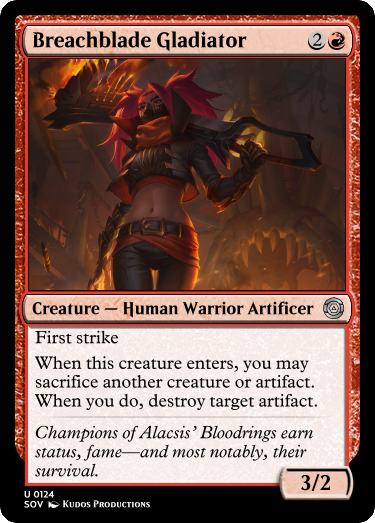 Breachblade Gladiator 2
Creature — Human Warrior Artificer
First strike
When this creature enters, you may
sacrifice another creature or artifact.
When you do, destroy target artifact.
Champions of Alacsis’ Bloodrings earn
status, fame—and most notably, their
survival.
3/2
U 0124
SOV Kudos Productions